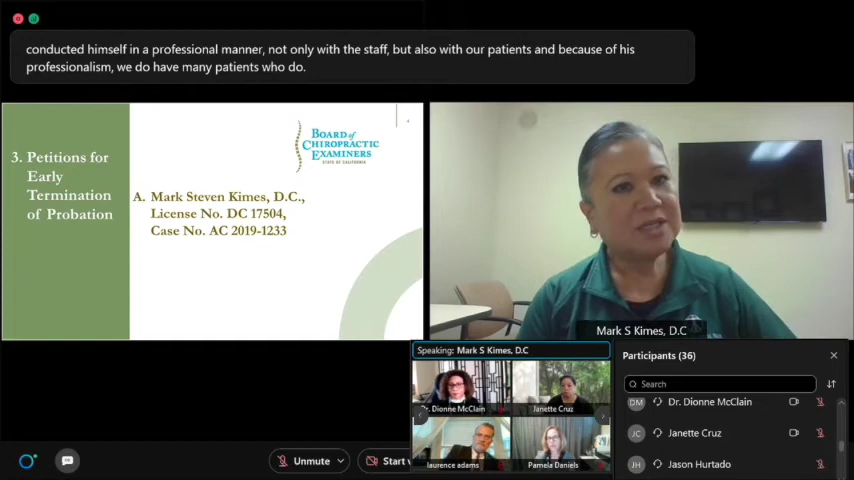 conducted himself in a professional manner, not only with the staff, but also with our patients and because of his
professionalism, we do have many patients who do.
3. Petitions for
Early
Termination
of Probation
BOARD of
CHIROPRACTIC
EXAMINERS
STATE OF CALIFORNIA
A. Mark Steven Kimes, D.C.,
License No. DC 17504,
Case No. AC 2019-1233
Mark S Kimes, D.C
Speaking: Mark S Kimes, D.C
Dr. Dionne McClain
Janette Cruz
laurence adams
Pamela Daniels
Participants (36)
Search
DM Dr. Dionne McClain
JC Janette Cruz
JH Jason Hurtado
Unmute
Start v